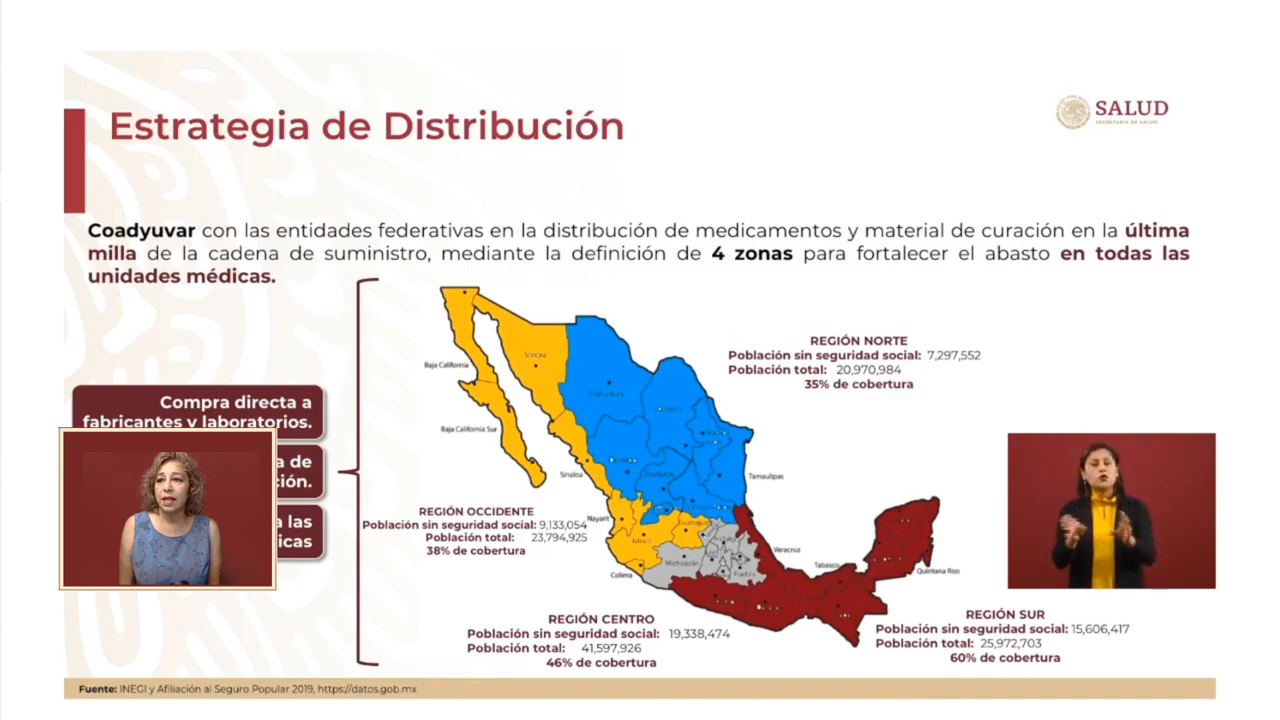 Estrategia de Distribución
SALUD
SECRETARÍA DE SALUD
Coadyuvar con las entidades federativas en la distribución de medicamentos y material de curación en la última
milla de la cadena de suministro, mediante la definición de 4 zonas para fortalecer el abasto en todas las
unidades médicas.
Compra directa a
fabricantes y laboratorios.
a de
ción.
a las
icas
REGIÓN NORTE
Población sin seguridad social: 7,297,552
Población total: 20,970,984
35% de cobertura
Baja California
Sonora
Chihuahua
Baja California Sur
Sinaloa
Tamaulipas
REGIÓN OCCIDENTE
Población sin seguridad social: 9,133,054
Población total: 23,794,925
38% de cobertura
Nayarit
Guanajuato
Jalisco
Michoacán
Colima
Puebla
Veracruz
Tabasco
Quintana Roo
REGIÓN CENTRO
Población sin seguridad social: 19,338,474
Población total: 41,597,926
46% de cobertura
REGIÓN SUR
Población sin seguridad social: 15,606,417
Población total: 25,972,703
60% de cobertura
Fuente: INEGI y Afiliación al Seguro Popular 2019, https://datos.gob.mx